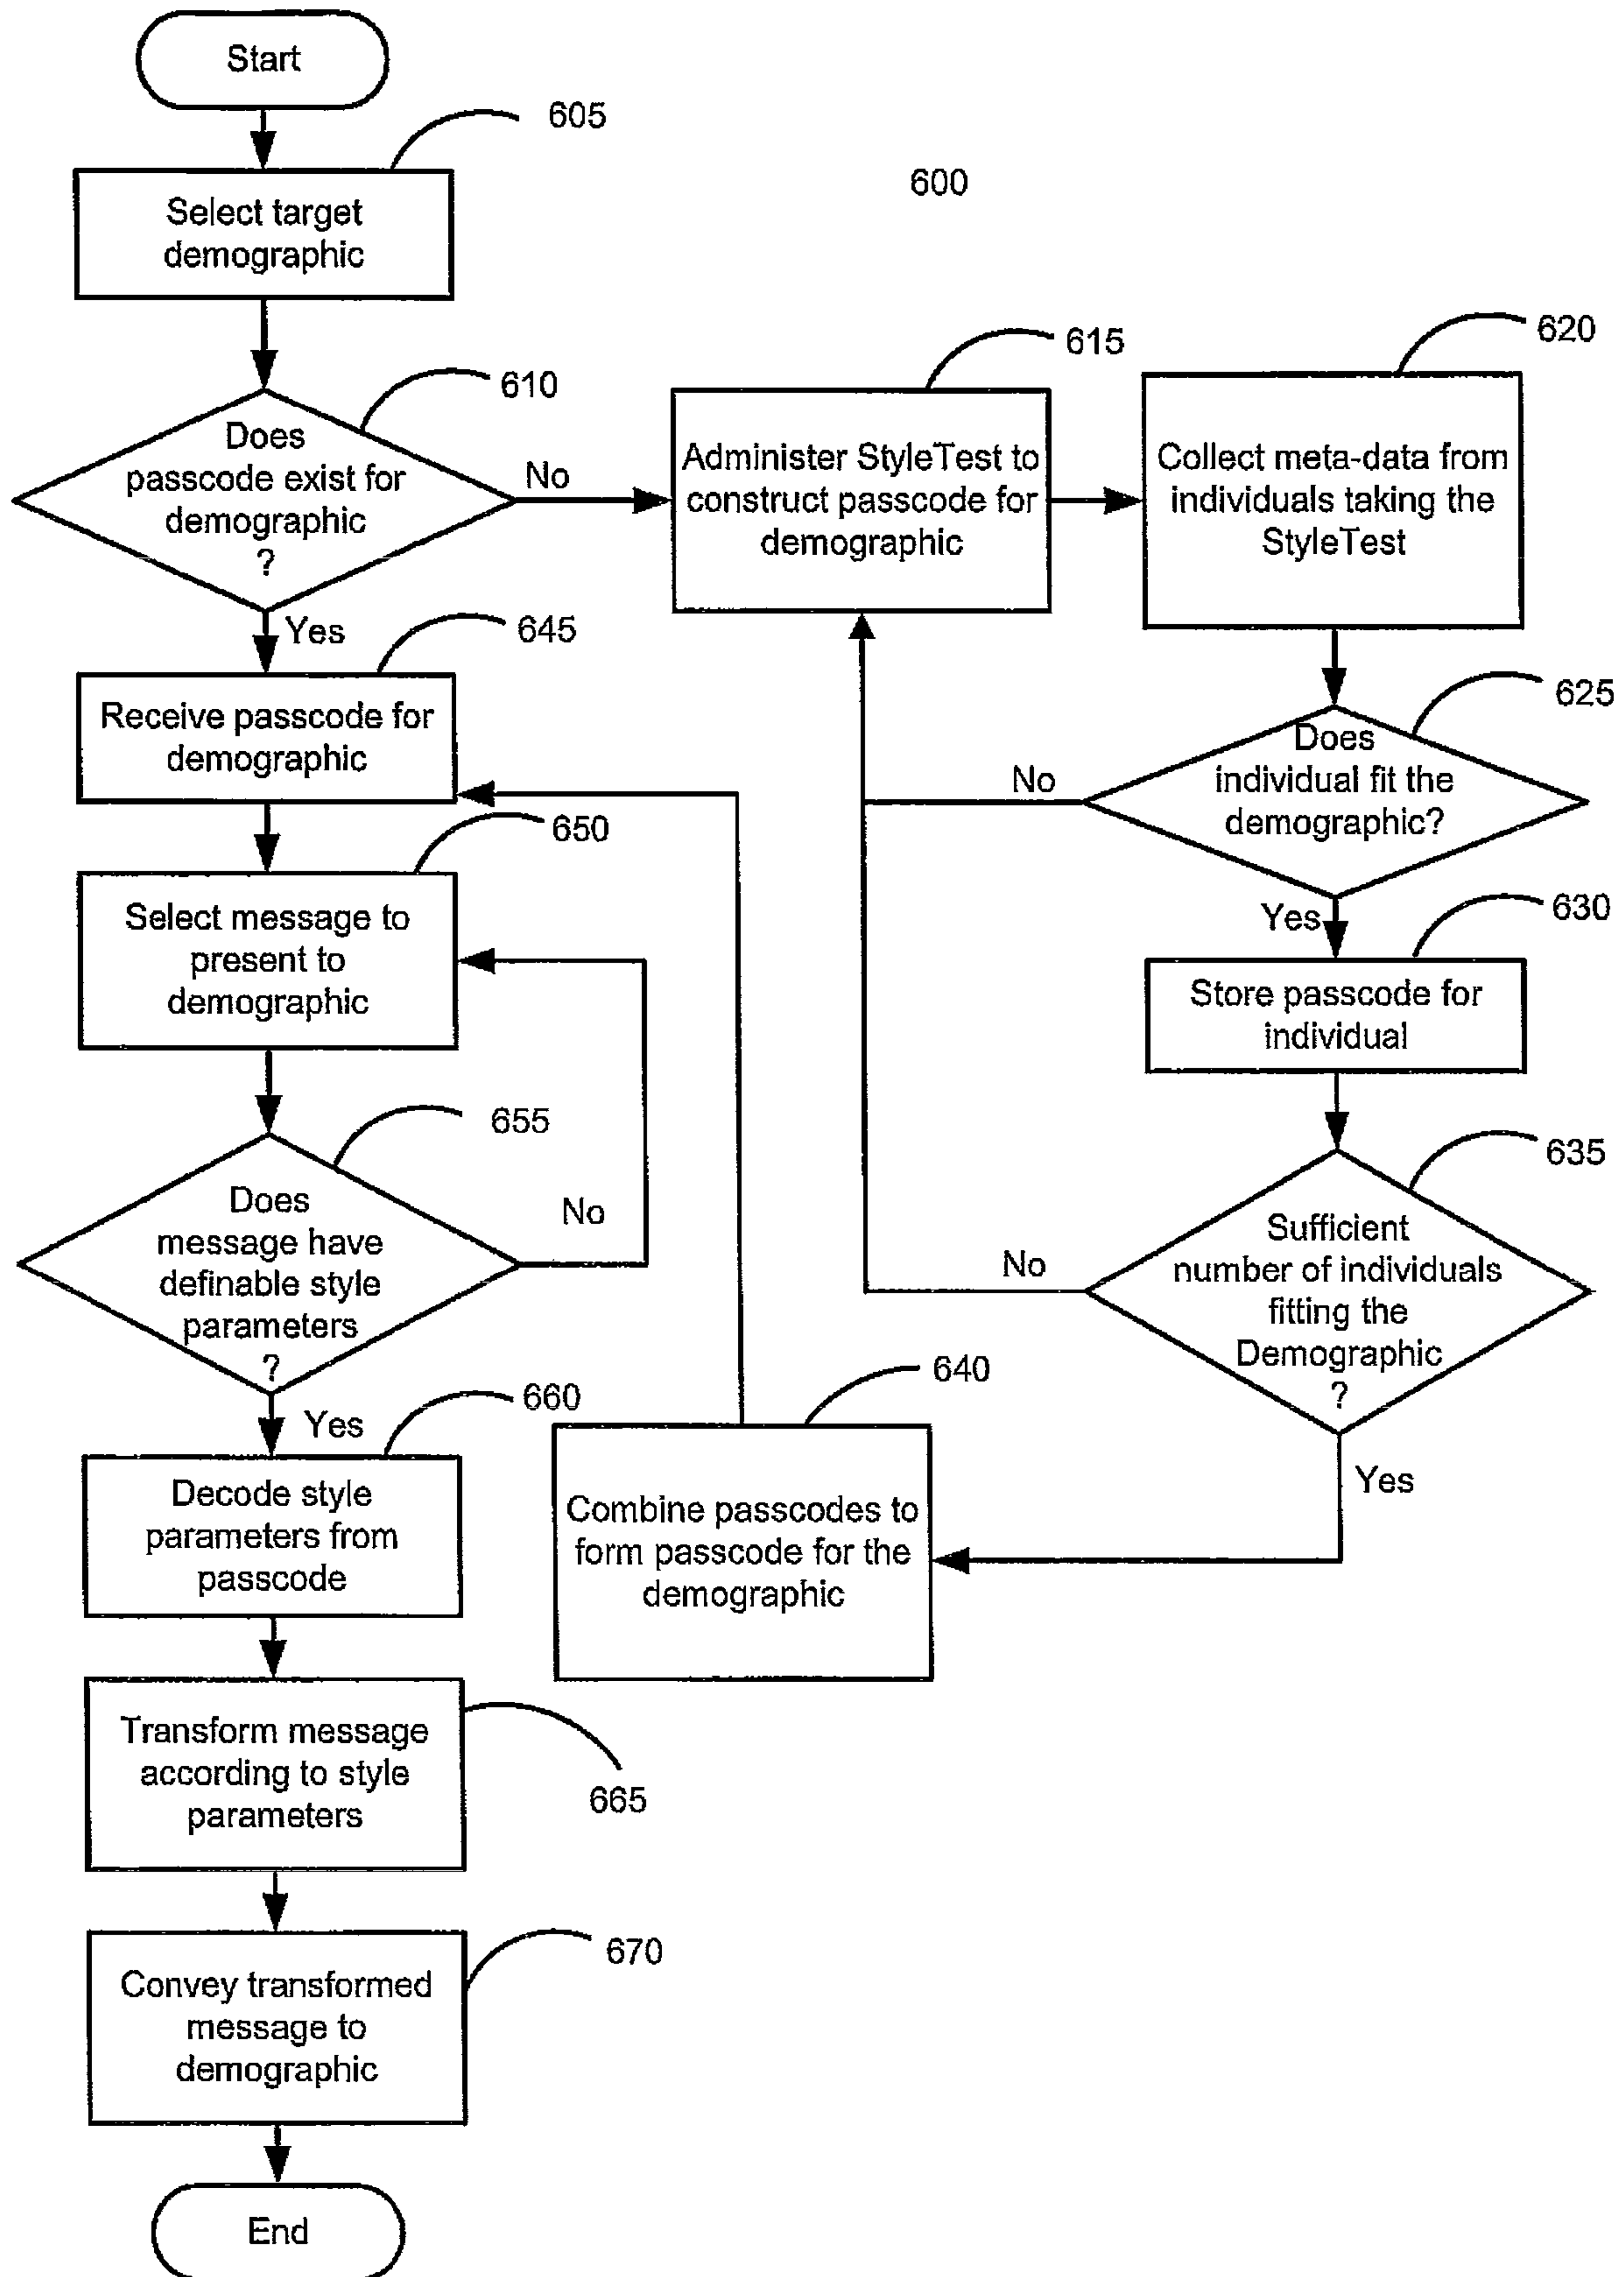 Start
605
Select target
demographic
600
610
Does
passcode exist for
demographic
?
No
Yes
615
Administer StyleTest to
construct passcode for
demographic
620
Collect meta-data from
individuals taking the
StyleTest
625
Does
individual fit the
demographic?
No
Yes
630
Store passcode for
individual
635
Sufficient
number of individuals
fitting the
Demographic
?
No
Yes
640
Combine passcodes to
form passcode for the
demographic
645
Receive passcode for
demographic
650
Select message to
present to
demographic
655
Does
message have
definable style
parameters
?
No
Yes
660
Decode style
parameters from
passcode
665
Transform message
according to style
parameters
670
Convey transformed
message to
demographic
End